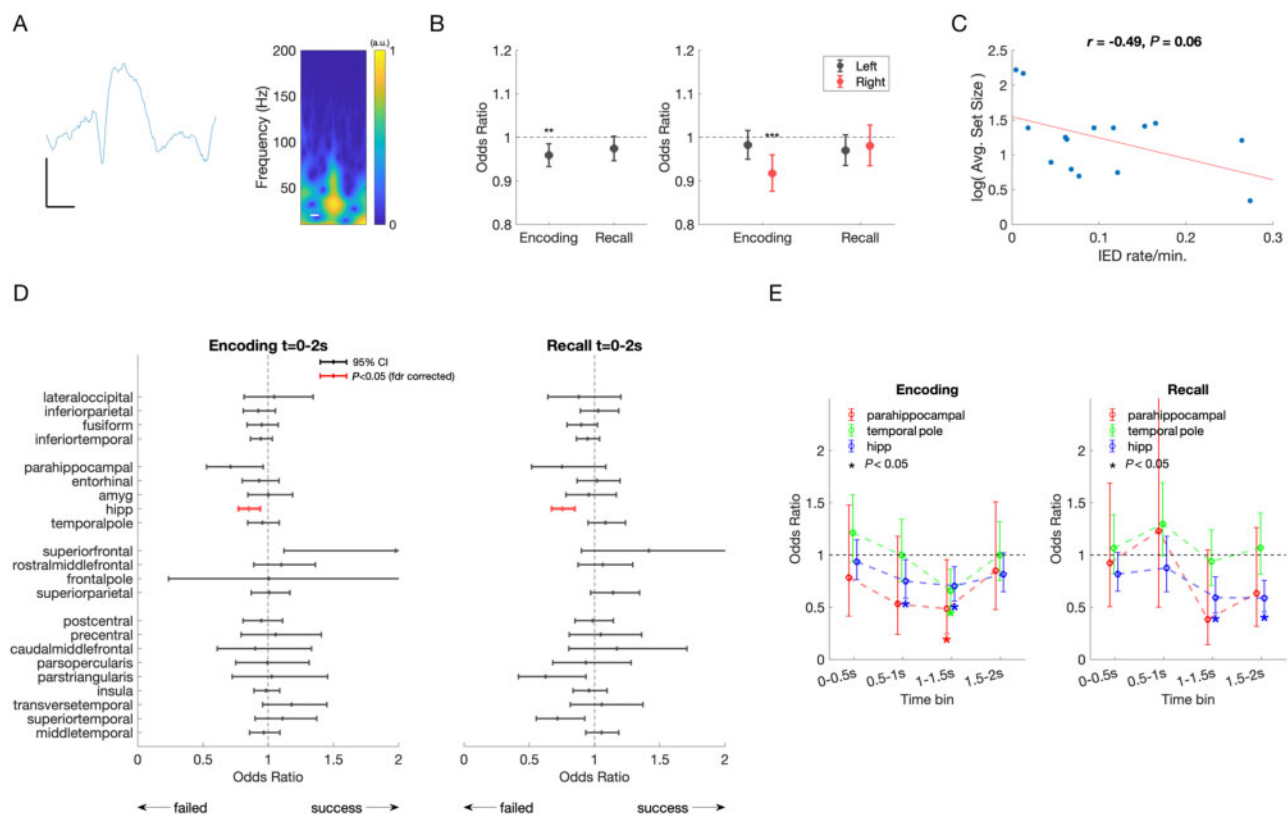 A
(a.u.)
200
150
100
50
Frequency (Hz)
1
0
B
1.2
1.1
1
0.9
0.8
Odds Ratio
**
Encoding
Recall
1.2
1.1
1
0.9
0.8
Odds Ratio
***
Left
Right
Encoding
Recall
C
r = -0.49, P = 0.06
2.5
2
1.5
1
0.5
0
log( Avg. Set Size )
0
0.1
0.2
0.3
IED rate/min.
D
Encoding t=0-2s
95% CI
P<0.05 (fdr corrected)
lateraloccipital
inferiorparietal
fusiform
inferiortemporal
parahippocampal
entorhinal
amyg
hipp
temporalpole
superiorfrontal
rostralmiddlefrontal
frontalpole
superiorparietal
postcentral
precentral
caudalmiddlefrontal
parsopercularis
parstriangularis
insula
transversetemporal
superiortemporal
middletemporal
0
0.5
1
1.5
2
Odds Ratio
failed
success
Recall t=0-2s
0
0.5
1
1.5
2
Odds Ratio
failed
success
E
Encoding
parahippocampal
temporal pole
hipp
P< 0.05
2
1.5
1
0.5
0
Odds Ratio
0-0.5s
0.5-1s
1-1.5s
1.5-2s
Time bin
Recall
parahippocampal
temporal pole
hipp
P< 0.05
2
1.5
1
0.5
0
Odds Ratio
0-0.5s
0.5-1s
1-1.5s
1.5-2s
Time bin